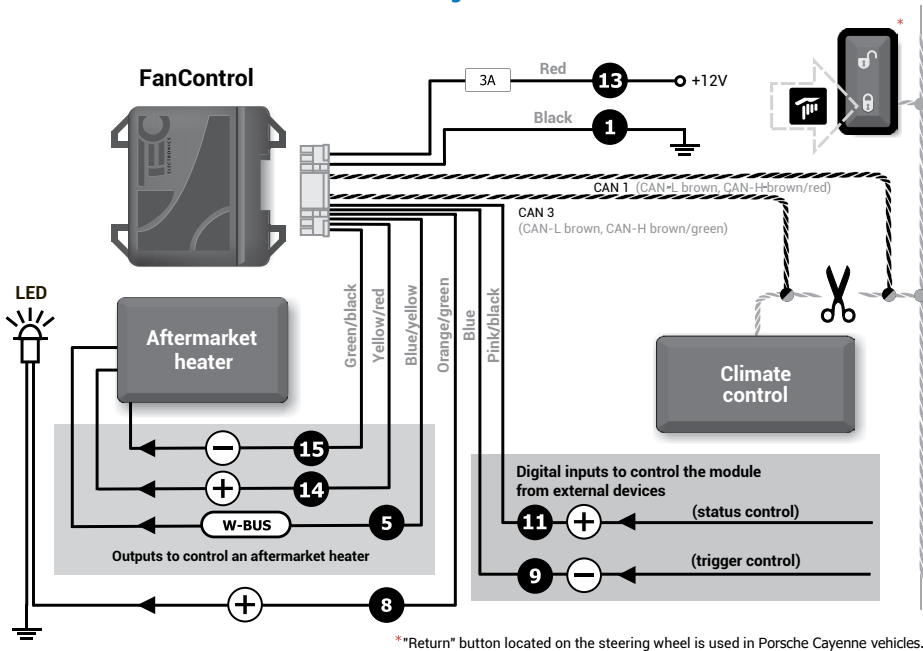 FanControl
3A
Red
13
+12V
Black
1
*
CAN 1 (CAN-L brown, CAN-H brown/red)
CAN 3
(CAN-L brown, CAN-H brown/green)
ELECTRONICS
LED
Aftermarket
heater
Green/black
Yellow/red
Blue/yellow
Orange/green
Blue
Pink/black
Climate
control
15
14
W-BUS
5
Outputs to control an aftermarket heater
8
Digital inputs to control the module
from external devices
11
(status control)
9
(trigger control)
*"Return" button located on the steering wheel is used in Porsche Cayenne vehicles.